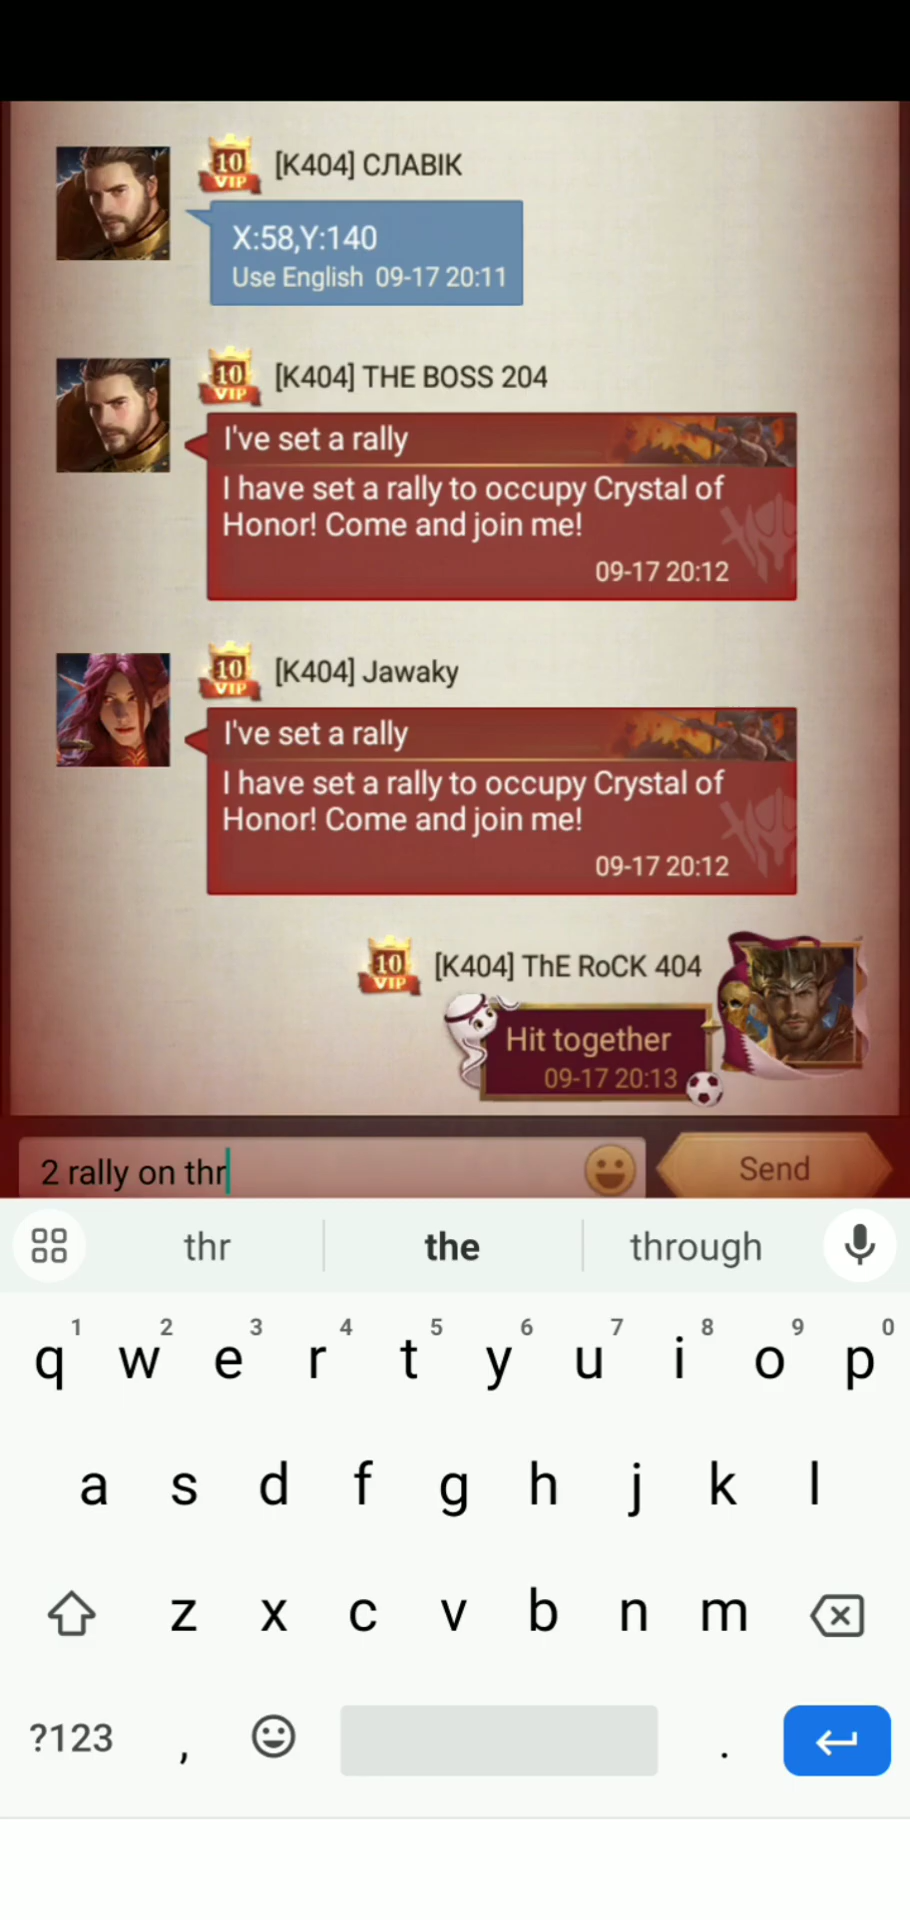 10
VIP
[K404] СЛАВІК
X:58,Y:140
Use English 09-17 20:11
10
VIP
[K404] THE BOSS 204
I've set a rally
I have set a rally to occupy Crystal of
Honor! Come and join me!
09-17 20:12
10
VIP
[K404] Jawaky
I've set a rally
I have set a rally to occupy Crystal of
Honor! Come and join me!
09-17 20:12
10
VIP
[K404] ThE RoCK 404
Hit together
09-17 20:13
2 rally on thr
Send
thr the through
1 2 3 4 5 6 7 8 9 0
q w e r t y u i o p
a s d f g h j k l
z x c v b n m
?123 , .